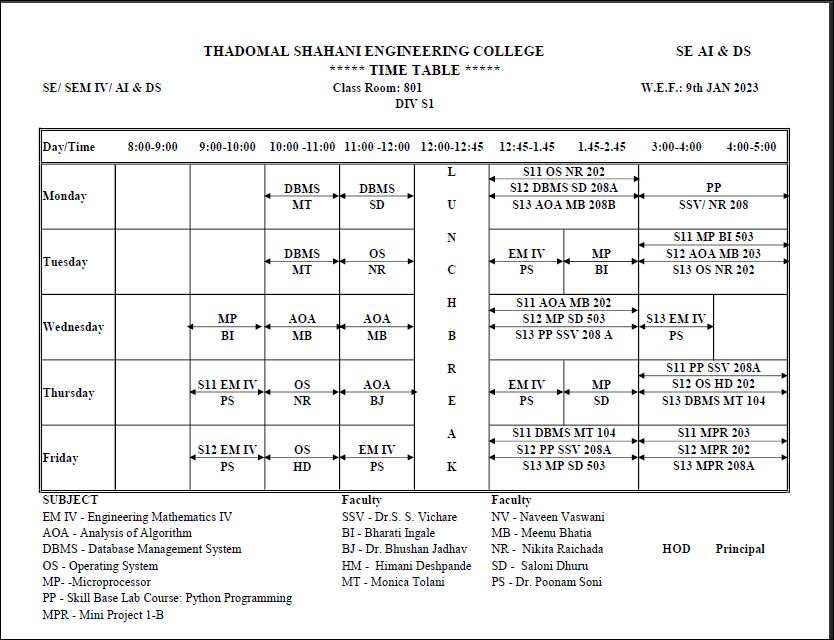 THADOMAL SHAHANI ENGINEERING COLLEGE SE AI & DS
***** TIME TABLE *****
SE/ SEM IV/ AI & DS Class Room: 801 W.E.F.: 9th JAN 2023
DIV S1
Day/Time 8:00-9:00 9:00-10:00 10:00 -11:00 11:00 -12:00 12:00-12:45 12:45-1.45 1.45-2.45 3:00-4:00 4:00-5:00
L S11 OS NR 202
DBMS DBMS S12 DBMS SD 208A PP
Monday
MT SD U S13 AOA MB 208B SSV/ NR 208
N S11 MP BI 503
DBMS OS EM IV MP S12 AOA MB 203
Tuesday
MT NR C PS BI S13 OS NR 202
H S11 AOA MB 202
MP AOA AOA S12 MP SD 503 S13 EM IV
Wednesday
BI MB MB B S13 PP SSV 208 A PS
R S11 PP SSV 208A
S11 EM IV OS AOA EM IV MP S12 OS HD 202
Thursday
PS NR BJ E PS SD S13 DBMS MT 104
A S11 DBMS MT 104 S11 MPR 203
S12 EM IV OS EM IV S12 PP SSV 208A S12 MPR 202
Friday
PS HD PS K S13 MP SD 503 S13 MPR 208A
SUBJECT Faculty Faculty
EM IV - Engineering Mathematics IV SSV - Dr.S. S. Vichare NV - Naveen Vaswani
AOA - Analysis of Algorithm BI - Bharati Ingale MB - Meenu Bhatia
DBMS - Database Management System BJ - Dr. Bhushan Jadhav NR - Nikita Raichada HOD Principal
OS - Operating System HM - Himani Deshpande SD - Saloni Dhuru
MP- -Microprocessor MT - Monica Tolani PS - Dr. Poonam Soni
PP - Skill Base Lab Course: Python Programming
MPR - Mini Project 1-B